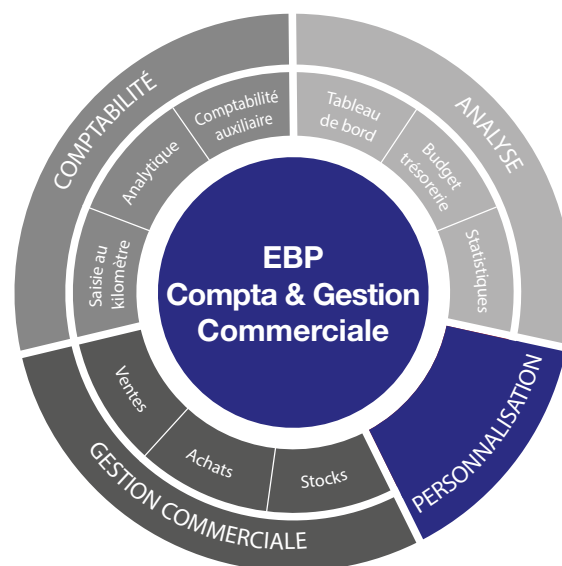 COMPTABILITÉ
ANALYSE
Comptabilité
auxiliaire
Tableau
de bord
Analytique
Budget
trésorerie
Saisie au
kilomètre
Statistiques
EBP
Compta & Gestion
Commerciale
Ventes
Achats
Stocks
GESTION COMMERCIALE
PERSONNALISATION